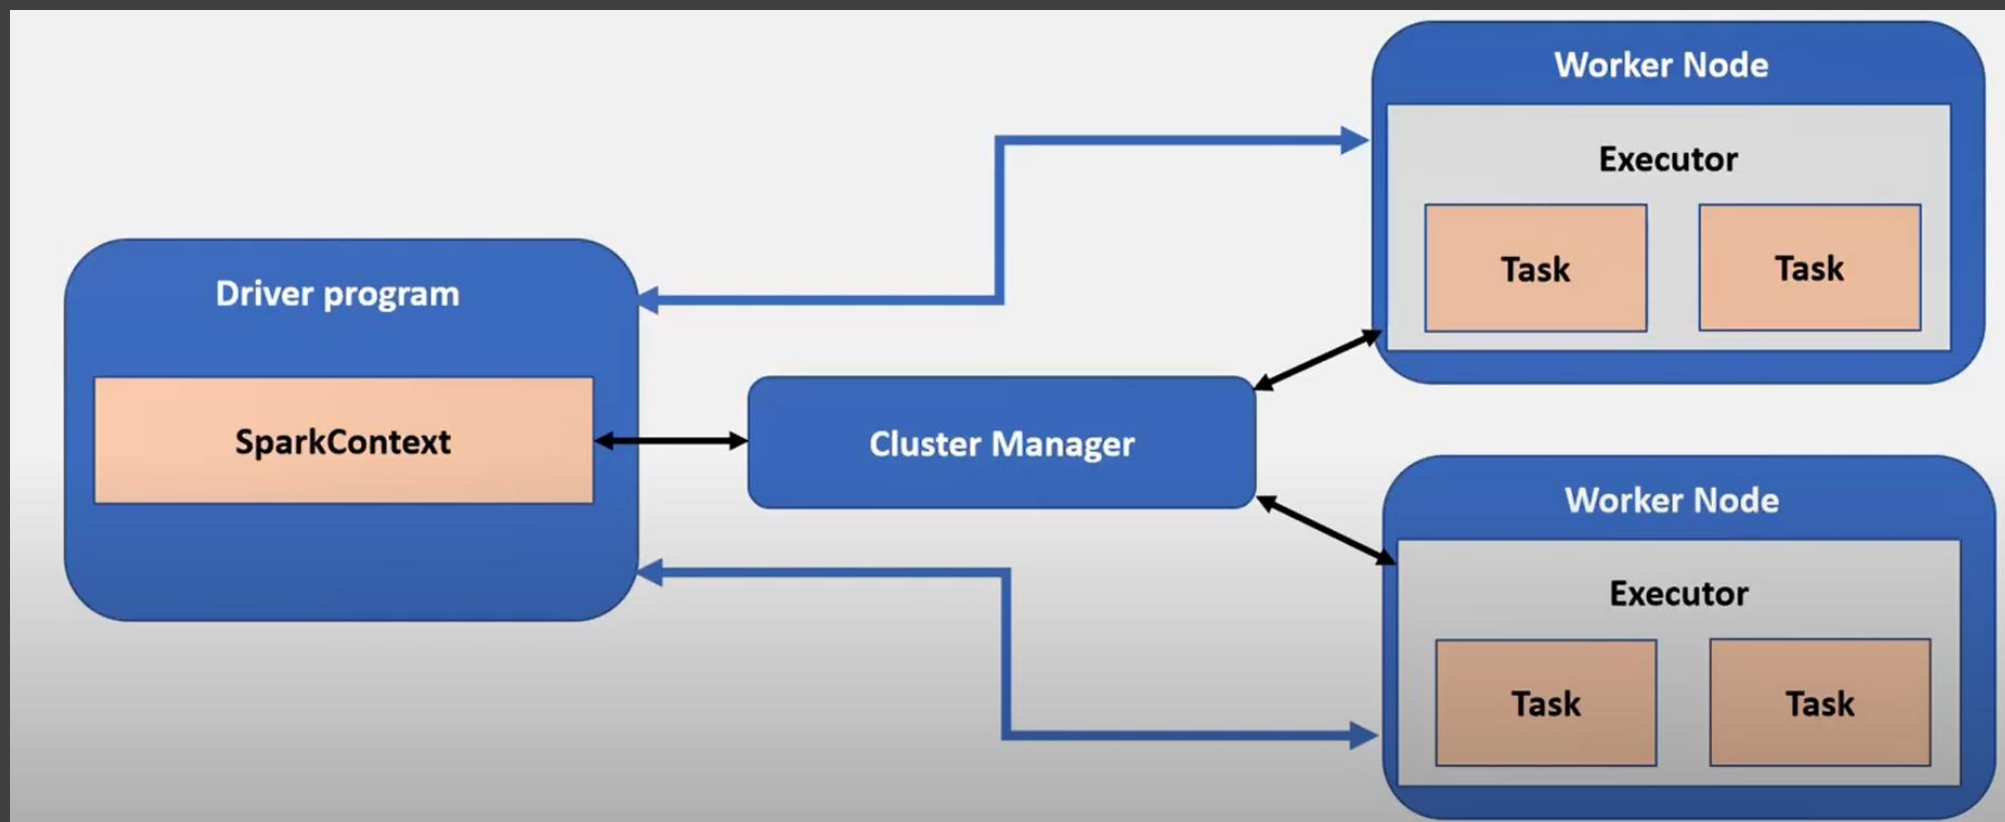 Driver program
SparkContext
Cluster Manager
Worker Node
Executor
Task
Task
Worker Node
Executor
Task
Task